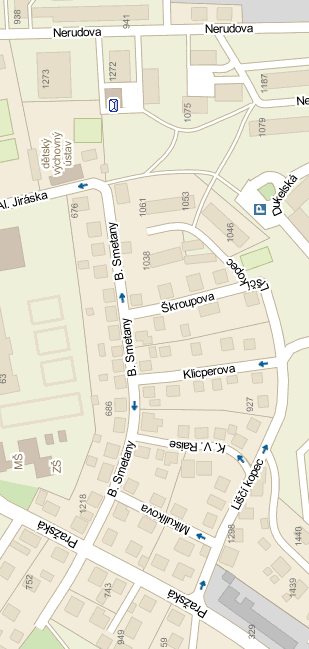 938
941
Nerudova
Nerudova
1273
1272
1187
1075
Ne
1079
dětský
výchovný
ústav
Al. Jiráska
676
1061
1053
P
Dukelská
1046
B. Smetany
1038
Liščí kopec
Škroupova
B. Smetany
Klicperova
63
686
927
K. V. Raise
MŠ
ZŠ
B. Smetany
Liščí kopec
1218
Mikulíkova
1298
Pražská
1440
752
743
Pražská
1439
949
59
329